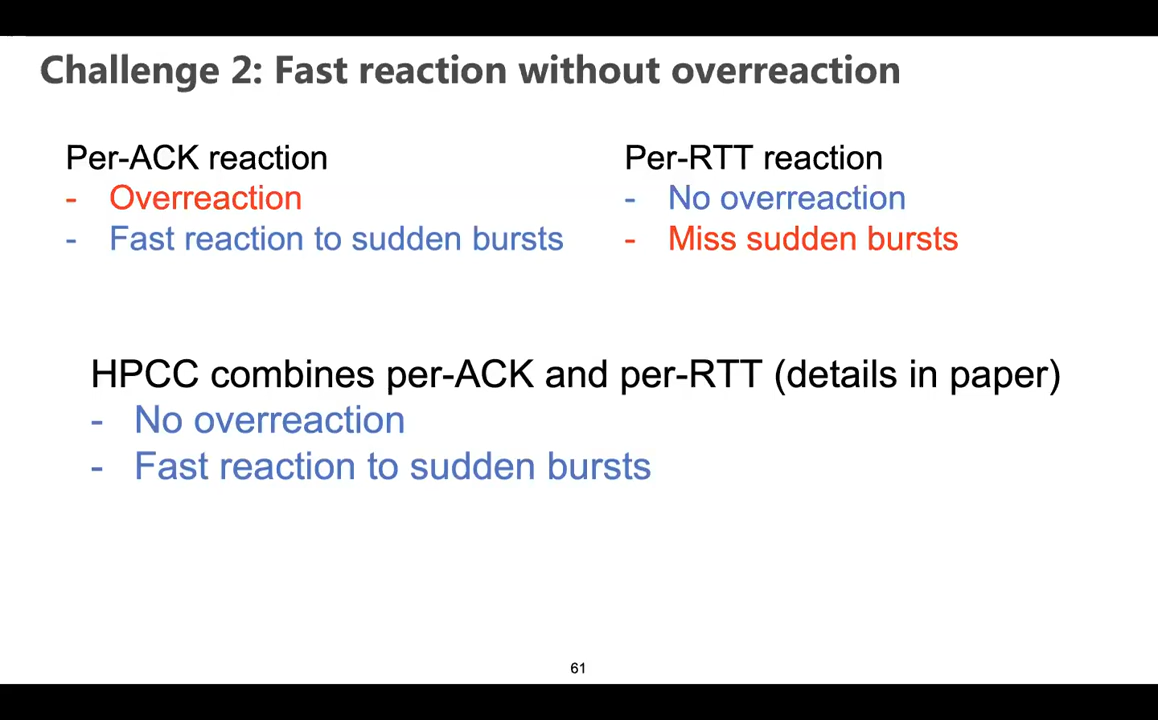 Challenge 2: Fast reaction without overreaction
Per-ACK reaction
- Overreaction
- Fast reaction to sudden bursts
Per-RTT reaction
- No overreaction
- Miss sudden bursts
HPCC combines per-ACK and per-RTT (details in paper)
- No overreaction
- Fast reaction to sudden bursts
61